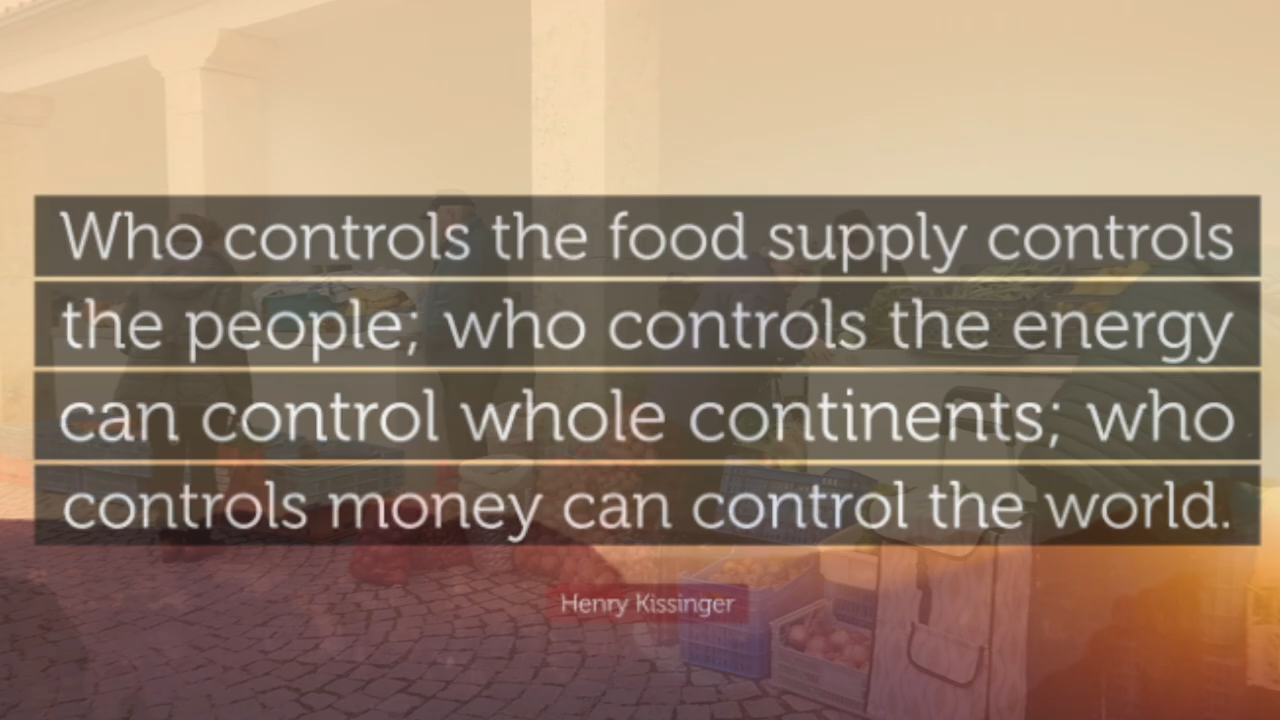 Who controls the food supply controls
the people; who controls the energy
can control whole continents; who
controls money can control the world.
Henry Kissinger